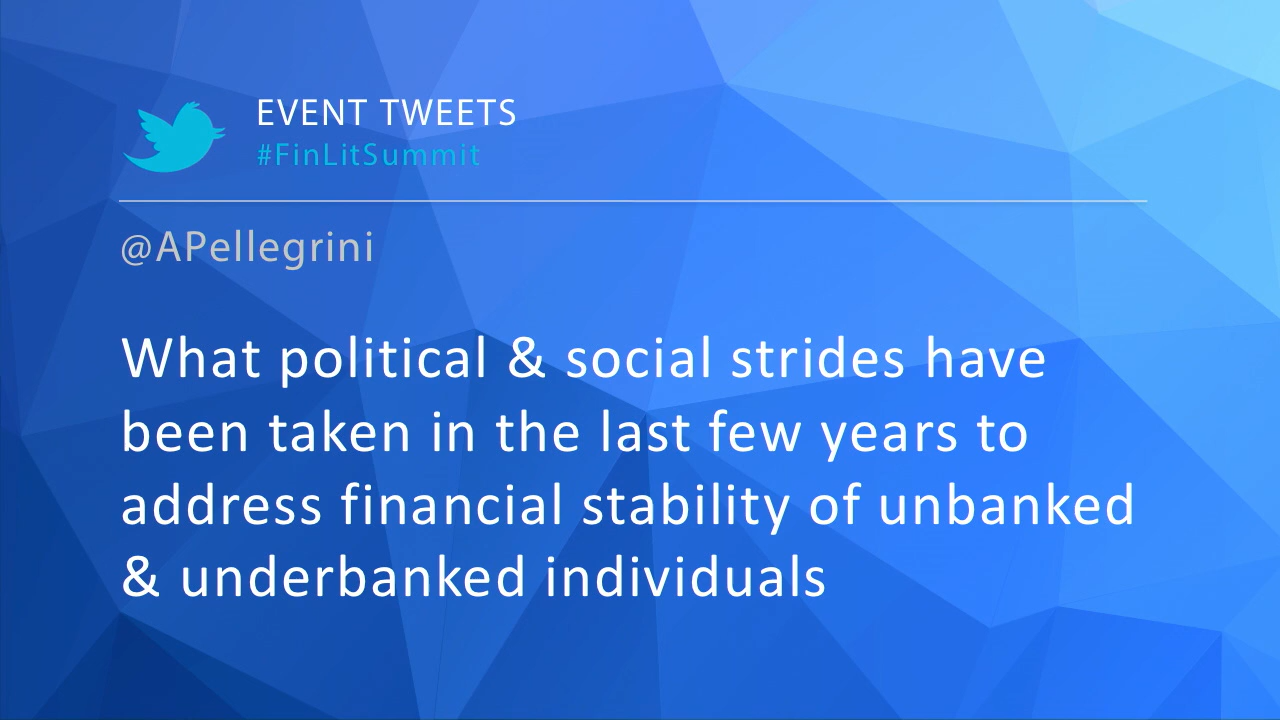 EVENT TWEETS
#FinLitSummit
@APellegrini
What political & social strides have
been taken in the last few years to
address financial stability of unbanked
& underbanked individuals